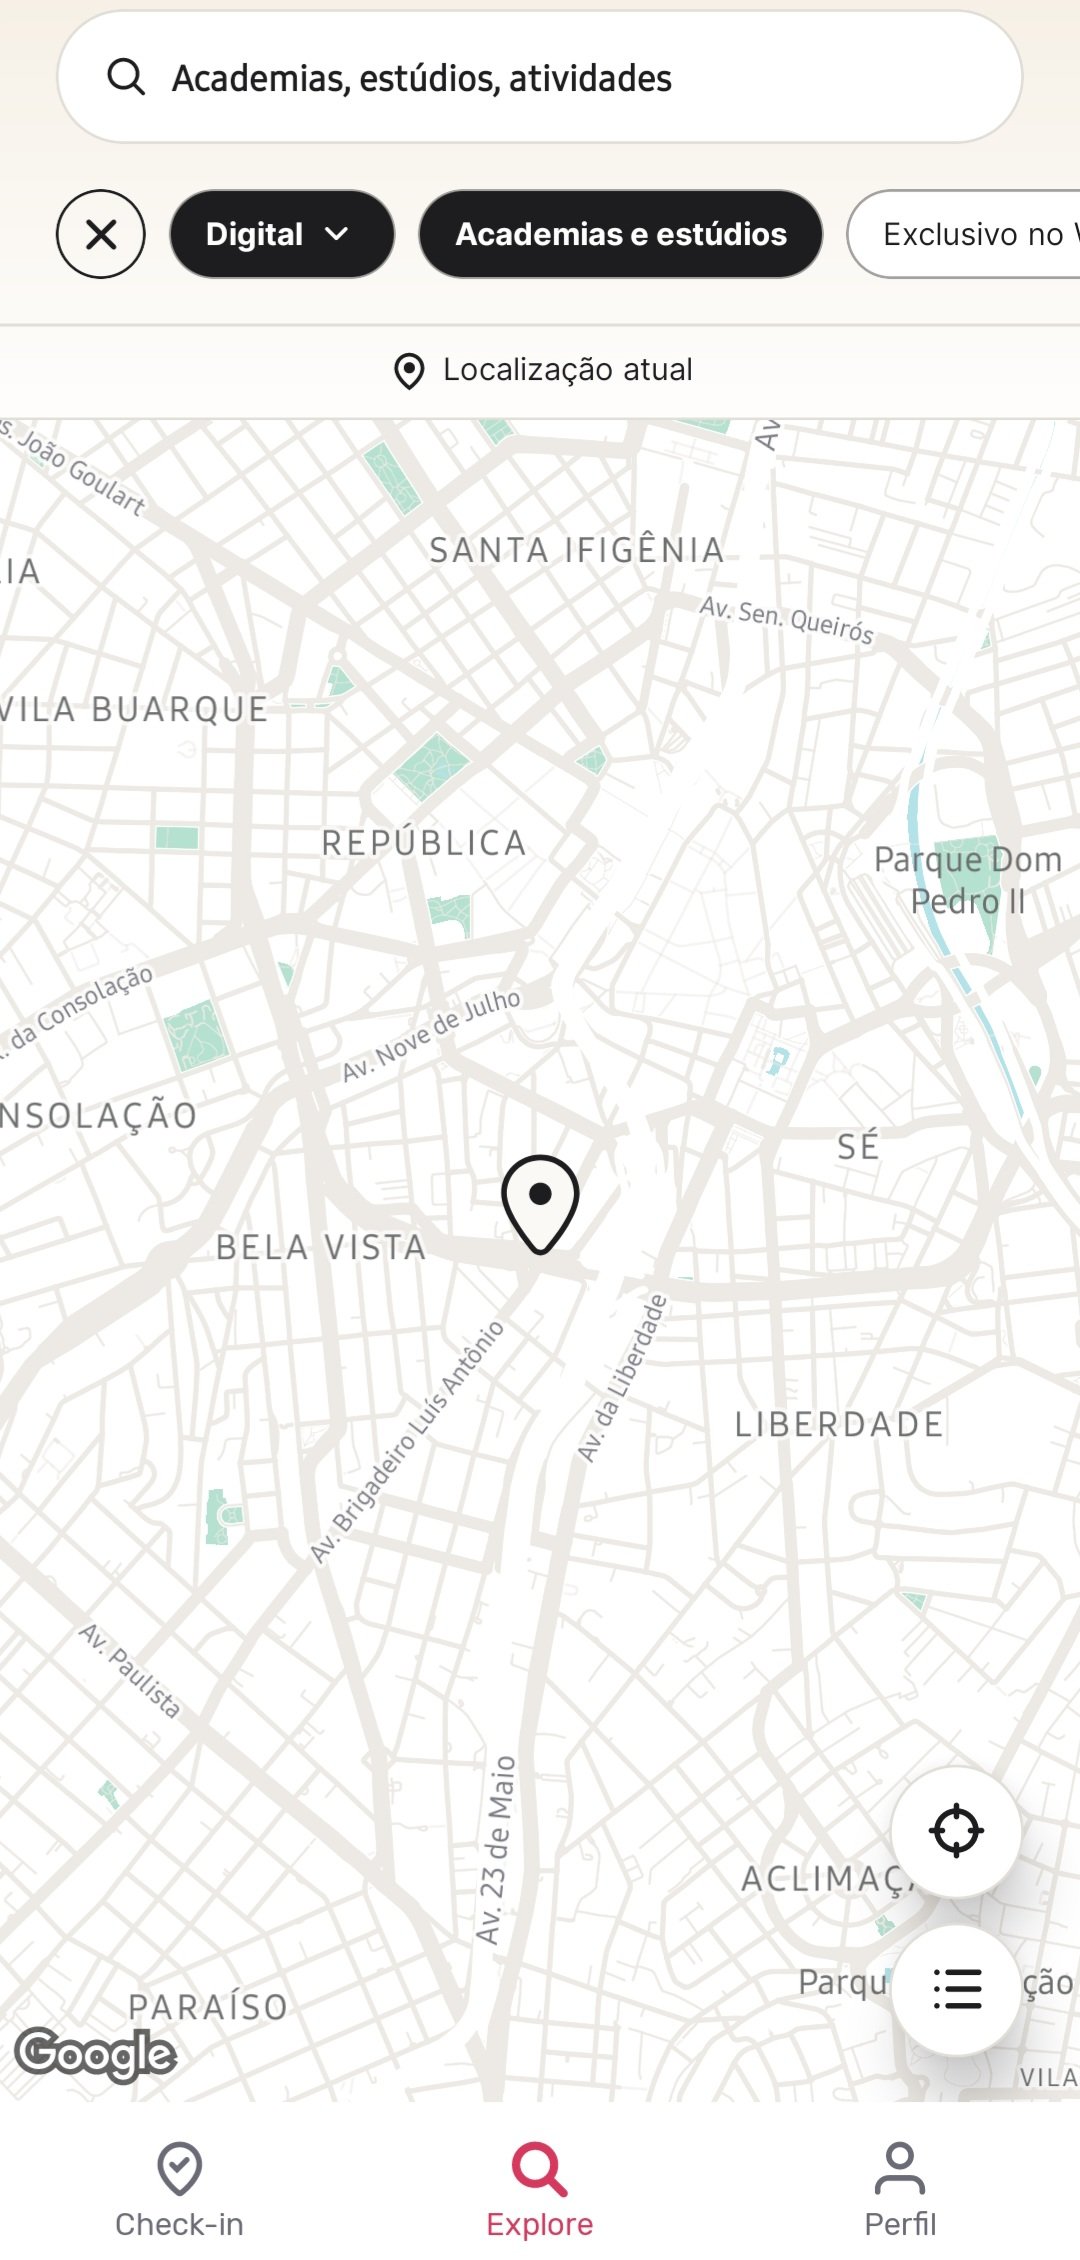 Academias, estúdios, atividades
Digital
Academias e estúdios
Exclusivo no
Localização atual
João Goulart
Av
SANTA IFIGÊNIA
Av. Sen. Queirós
VILA BUARQUE
REPÚBLICA
Parque Dom
Pedro II
da Consolação
Av. Nove de Julho
NSOLAÇÃO
SÉ
BELA VISTA
Av. Brigadeiro Luís Antônio
Av. da Liberdade
LIBERDADE
Av. Paulista
Av. 23 de Maio
ACLIMAÇ
Parqu
ção
PARAÍSO
Google
VILA
Check-in
Explore
Perfil